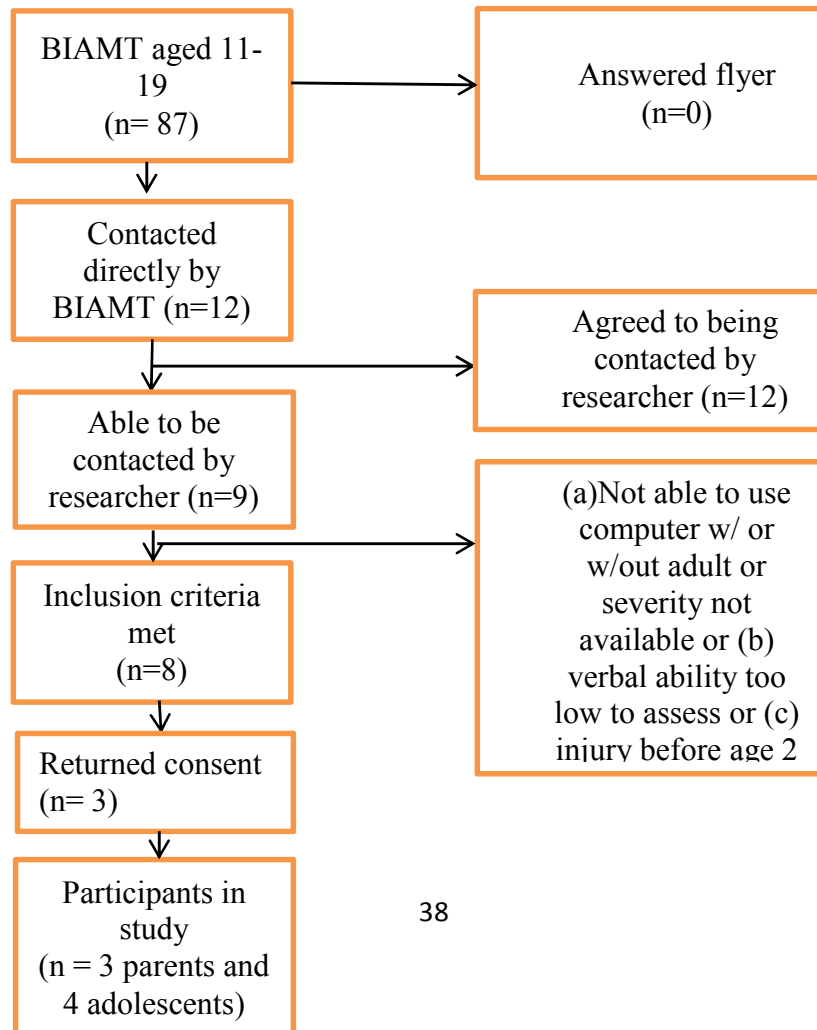 BIAMT aged 11-
19
(n= 87)
Answered flyer
(n=0)
Contacted
directly by
BIAMT (n=12)
Agreed to being
contacted by
researcher (n=12)
Able to be
contacted by
researcher (n=9)
(a)Not able to use
computer w/ or
w/out adult or
severity not
available or (b)
verbal ability too
low to assess or (c)
injury before age 2
Inclusion criteria
met
(n=8)
Returned consent
(n= 3)
Participants in
study
(n = 3 parents and
4 adolescents)
38